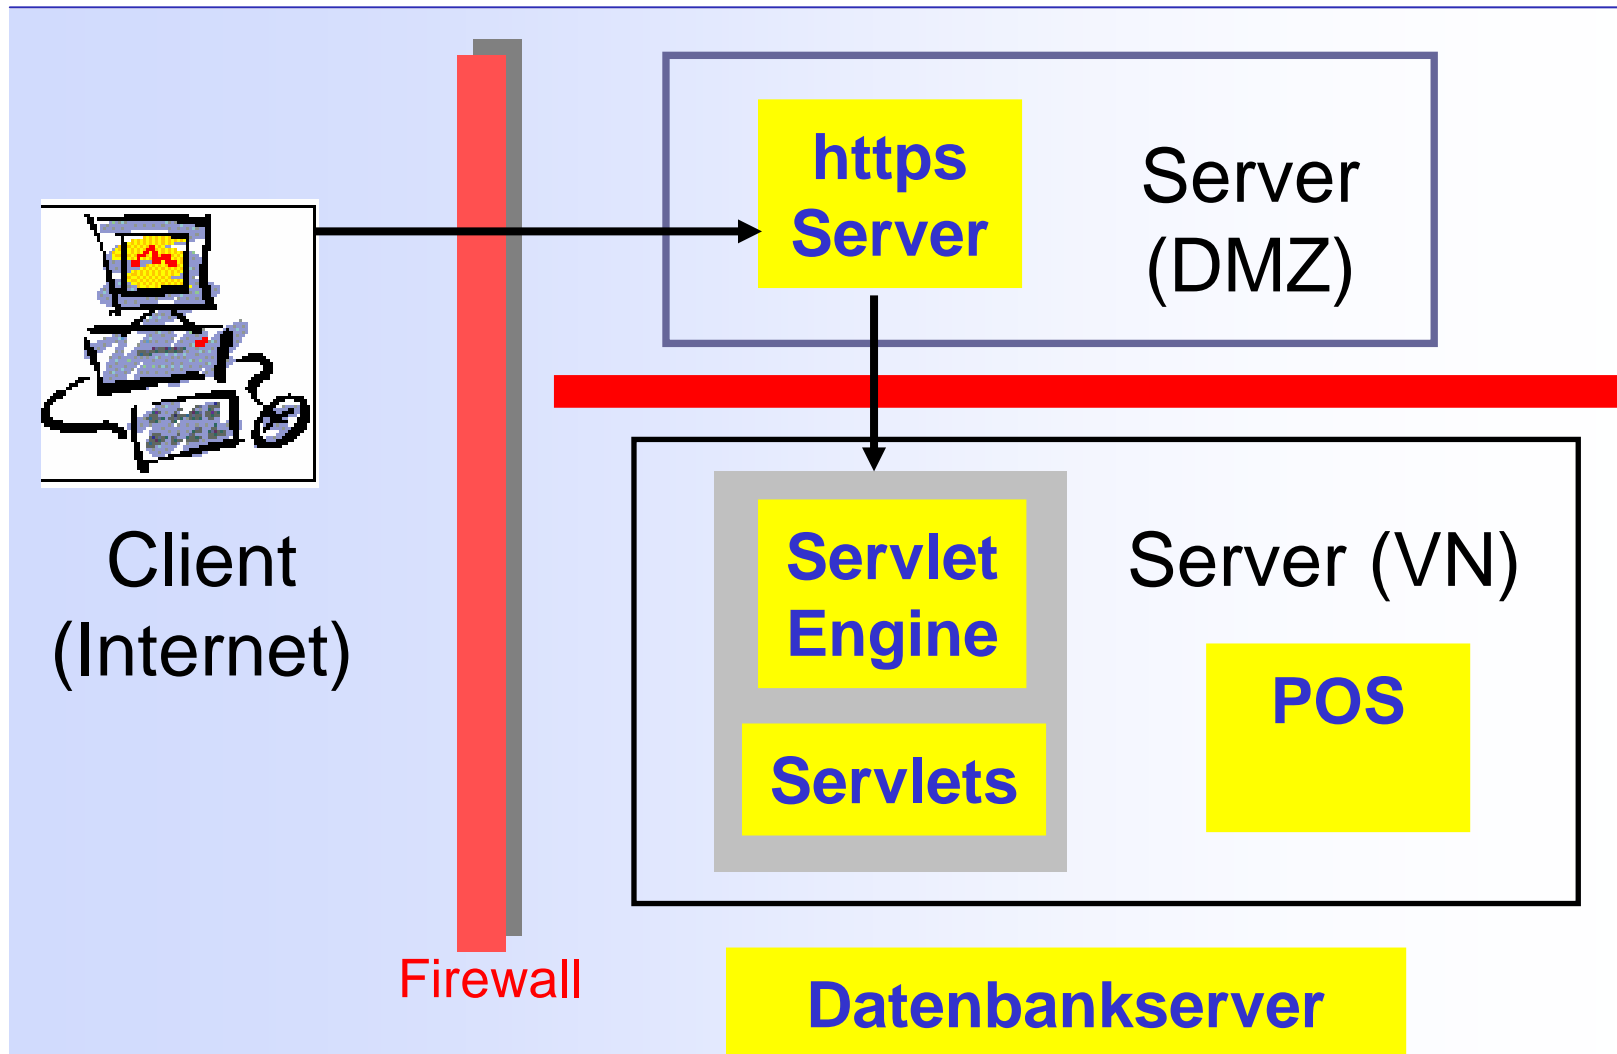 https
Server
Server
(DMZ)
Client
(Internet)
Servlet
Engine
Servlets
Server (VN)
POS
Firewall
Datenbankserver